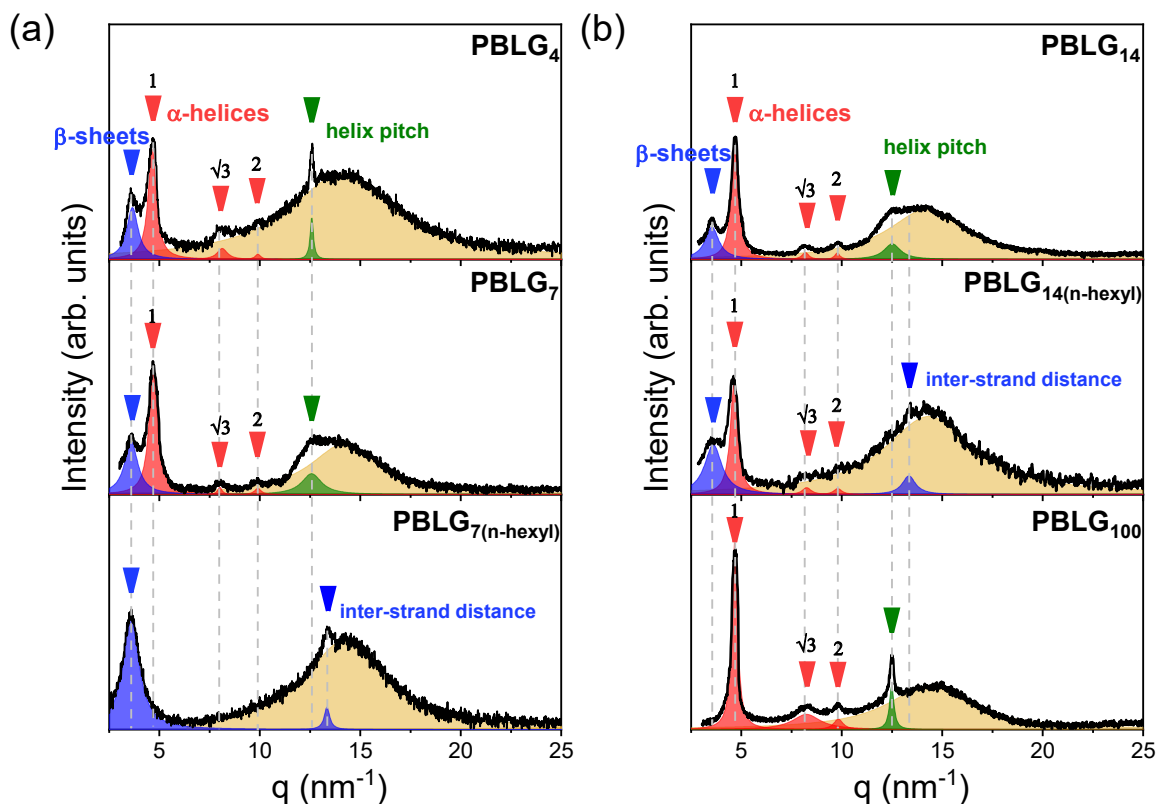 (a)
PBLG4
1
α-helices
β-sheets
helix pitch
√3
2
PBLG7
1
√3
2
PBLG7(n-hexyl)
inter-strand distance
Intensity (arb. units)
5
10
15
20
25
q (nm-1)
(b)
PBLG14
1
α-helices
β-sheets
helix pitch
√3
2
PBLG14(n-hexyl)
1
inter-strand distance
√3
2
PBLG100
1
√3
2
Intensity (arb. units)
5
10
15
20
25
q (nm-1)